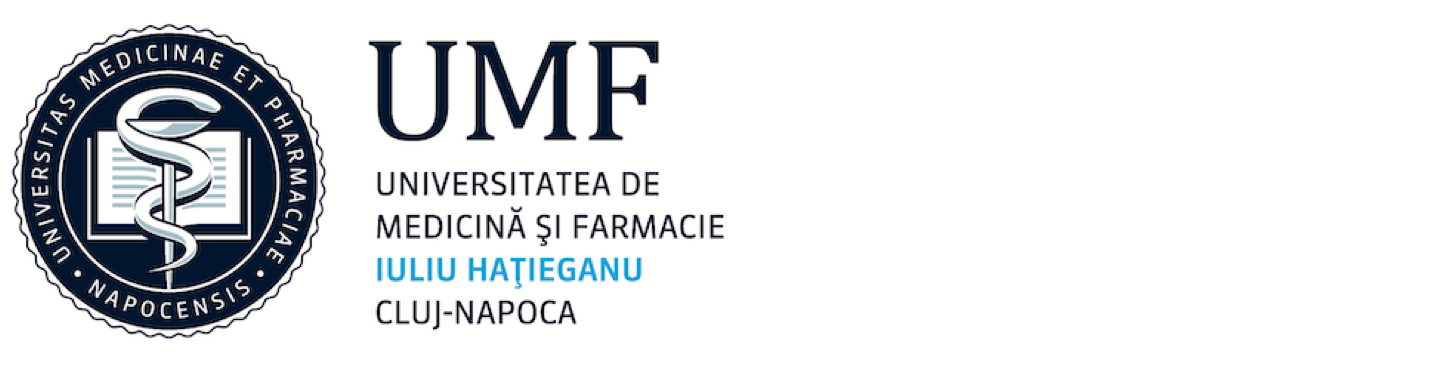 UNIVERSITAS MEDICINAE ET PHARMACIAE
• NAPOCENSIS •
UMF
UNIVERSITATEA DE
MEDICINĂ ŞI FARMACIE
IULIU HAŢIEGANU
CLUJ-NAPOCA